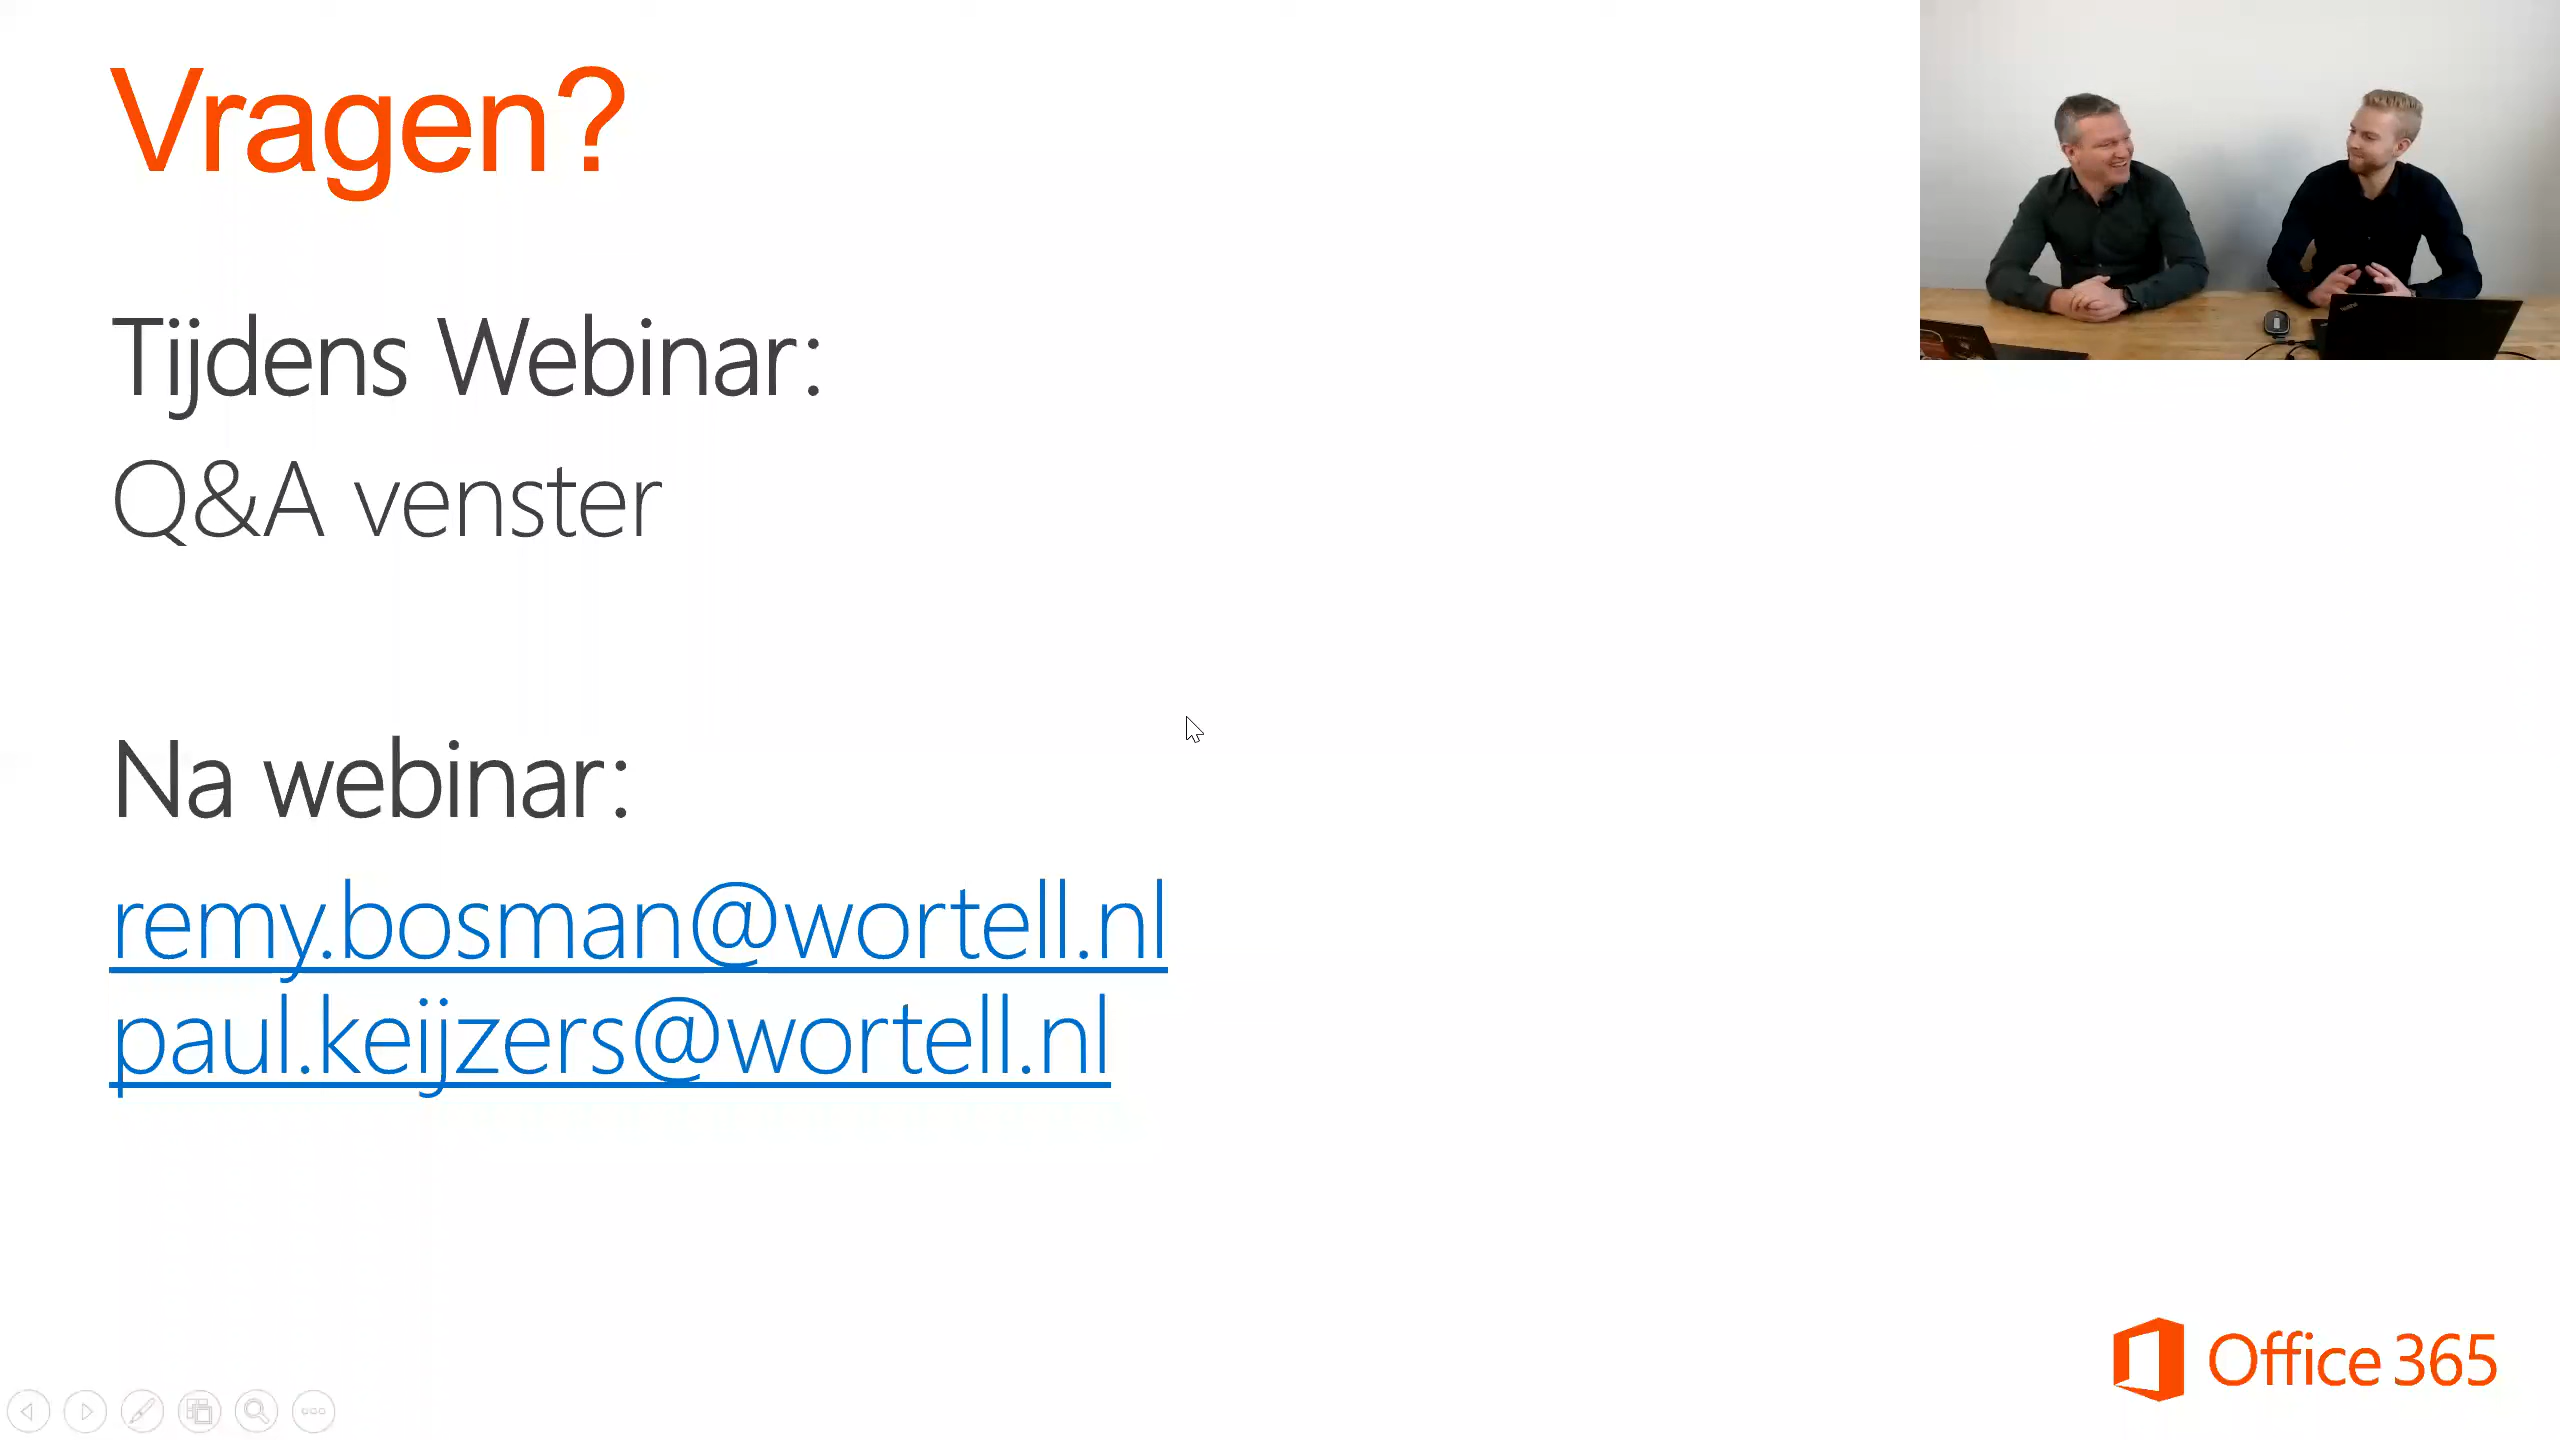 Vragen?
Tijdens Webinar:
Q&A venster
Na webinar:
remy.bosman@wortell.nl
paul.keijzers@wortell.nl
Office 365